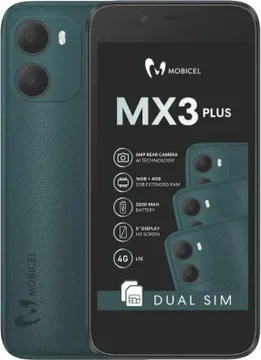 MOBICEL
MX3 PLUS
5MP REAR CAMERA
AI TECHNOLOGY
16GB + 4GB
2GB EXTENDED RAM
2200 MAH
BATTERY
5" DISPLAY
HD SCREEN
4G LTE
DUAL SIM
MOBICEL